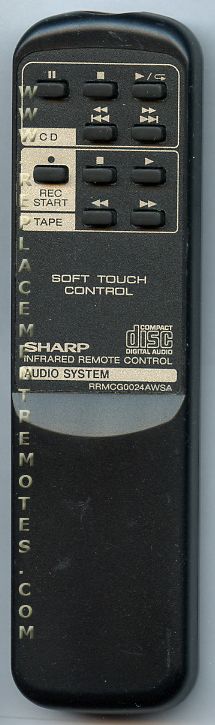 CD
REC
START
TAPE
SOFT TOUCH
CONTROL
COMPACT
disc
DIGITAL AUDIO
SHARP
INFRARED REMOTE CONTROL
AUDIO SYSTEM
RRMCG0024AWSA
WWW.REPLACEMENTREMOTES.COM